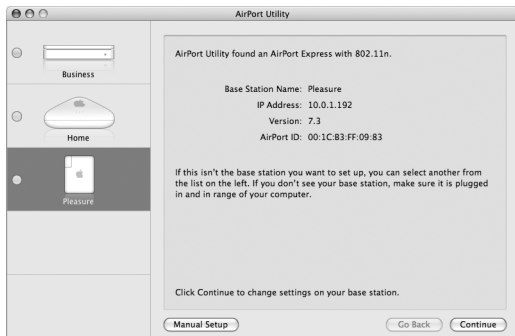 AirPort Utility
Business
Home
Pleasure
AirPort Utility found an AirPort Express with 802.11n.
Base Station Name: Pleasure
IP Address: 10.0.1.192
Version: 7.3
AirPort ID: 00:1C:B3:FF:09:83
If this isn't the base station you want to set up, you can select another from
the list on the left. If you don't see your base station, make sure it is plugged
in and in range of your computer.
Click Continue to change settings on your base station.
Manual Setup
Go Back
Continue